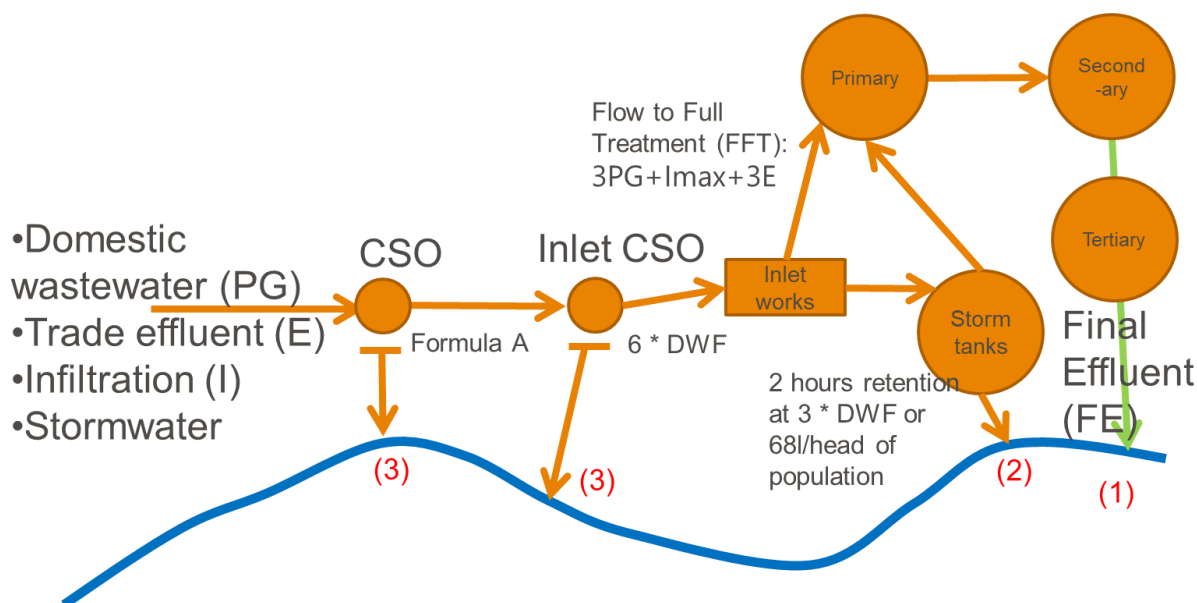 •Domestic
wastewater (PG)
•Trade effluent (E)
•Infiltration (I)
•Stormwater
CSO
Formula A
(3)
Inlet CSO
6 * DWF
(3)
Inlet
works
Flow to Full
Treatment (FFT):
3PG+Imax+3E
Primary
Second
-ary
Tertiary
Storm
tanks
2 hours retention
at 3 * DWF or
68l/head of
population
(2)
Final
Effluent
(FE)
(1)